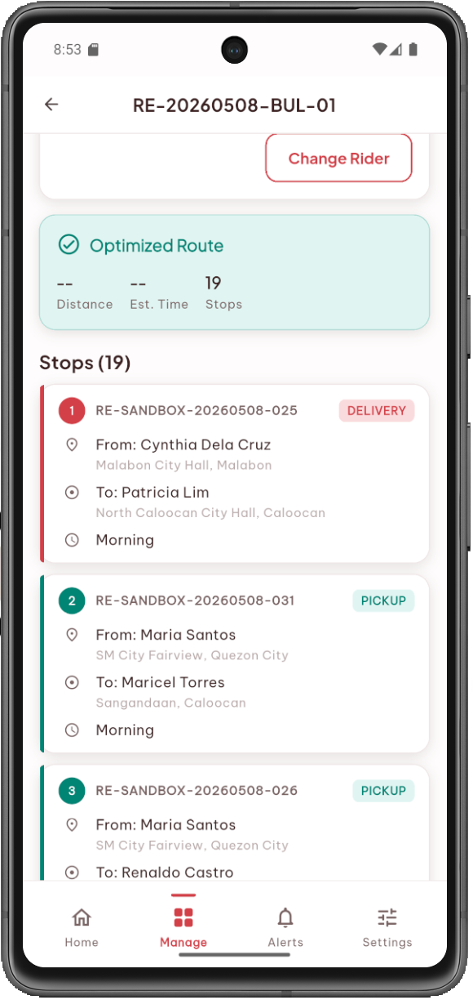 8:53
RE-20260508-BUL-01
Change Rider
Optimized Route
-- -- 19
Distance Est. Time Stops
Stops (19)
1 RE-SANDBOX-20260508-025 DELIVERY
From: Cynthia Dela Cruz
Malabon City Hall, Malabon
To: Patricia Lim
North Caloocan City Hall, Caloocan
Morning
2 RE-SANDBOX-20260508-031 PICKUP
From: Maria Santos
SM City Fairview, Quezon City
To: Maricel Torres
Sangandaan, Caloocan
Morning
3 RE-SANDBOX-20260508-026 PICKUP
From: Maria Santos
SM City Fairview, Quezon City
To: Renaldo Castro
Home Manage Alerts Settings